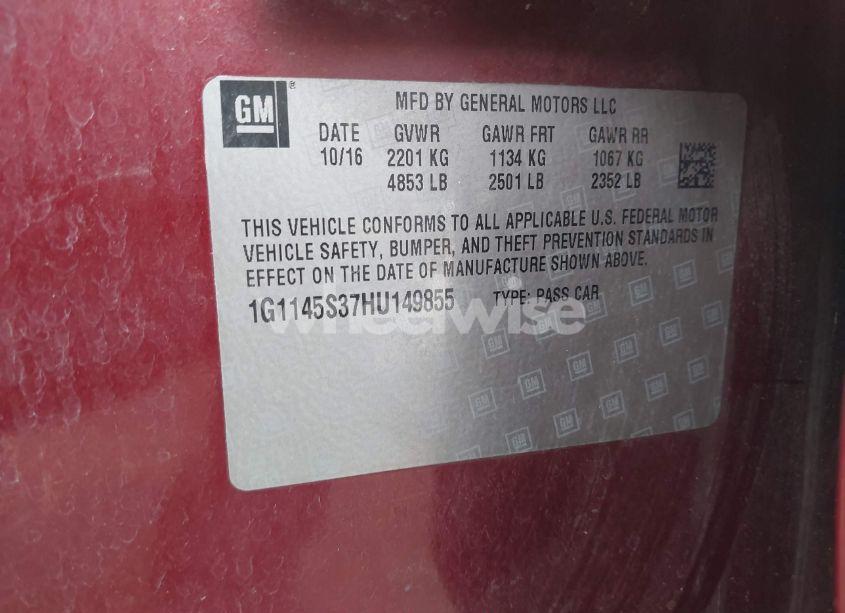 GM
MFD BY GENERAL MOTORS LLC
DATE GVWR GAWR FRT GAWR RR
10/16 2201 KG 1134 KG 1067 KG
4853 LB 2501 LB 2352 LB
THIS VEHICLE CONFORMS TO ALL APPLICABLE U.S. FEDERAL MOTOR
VEHICLE SAFETY, BUMPER, AND THEFT PREVENTION STANDARDS IN
EFFECT ON THE DATE OF MANUFACTURE SHOWN ABOVE.
1G1145S37HU149855 TYPE: PASS CAR
wheelwise